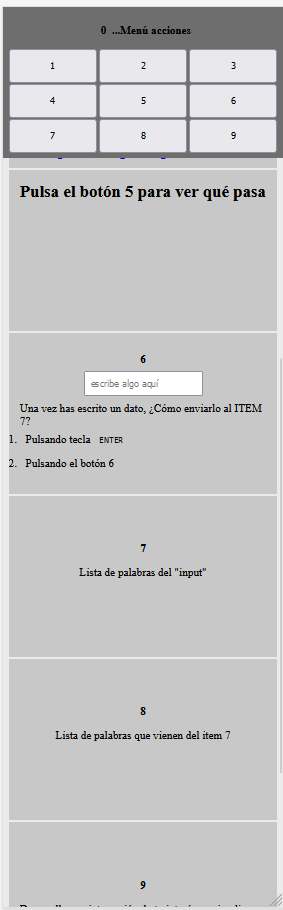 0 ...Menú acciones
1 2 3
4 5 6
7 8 9
Pulsa el botón 5 para ver qué pasa
6
escribe algo aquí
Una vez has escrito un dato, ¿Cómo enviarlo al ITEM
7?
1. Pulsando tecla ENTER
2. Pulsando el botón 6
7
Lista de palabras del "input"
8
Lista de palabras que vienen del item 7
9